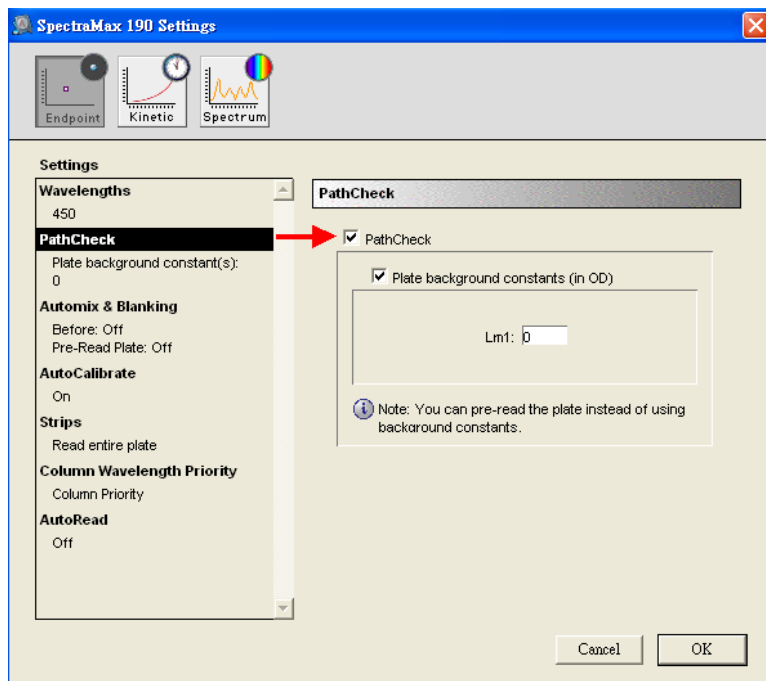 SpectraMax 190 Settings
Endpoint
Kinetic
Spectrum
Settings
Wavelengths
450
PathCheck
Plate background constant(s):
0
Automix & Blanking
Before: Off
Pre-Read Plate: Off
AutoCalibrate
On
Strips
Read entire plate
Column Wavelength Priority
Column Priority
AutoRead
Off
PathCheck
PathCheck
Plate background constants (in OD)
Lm1: 0
Note: You can pre-read the plate instead of using
background constants.
Cancel
OK